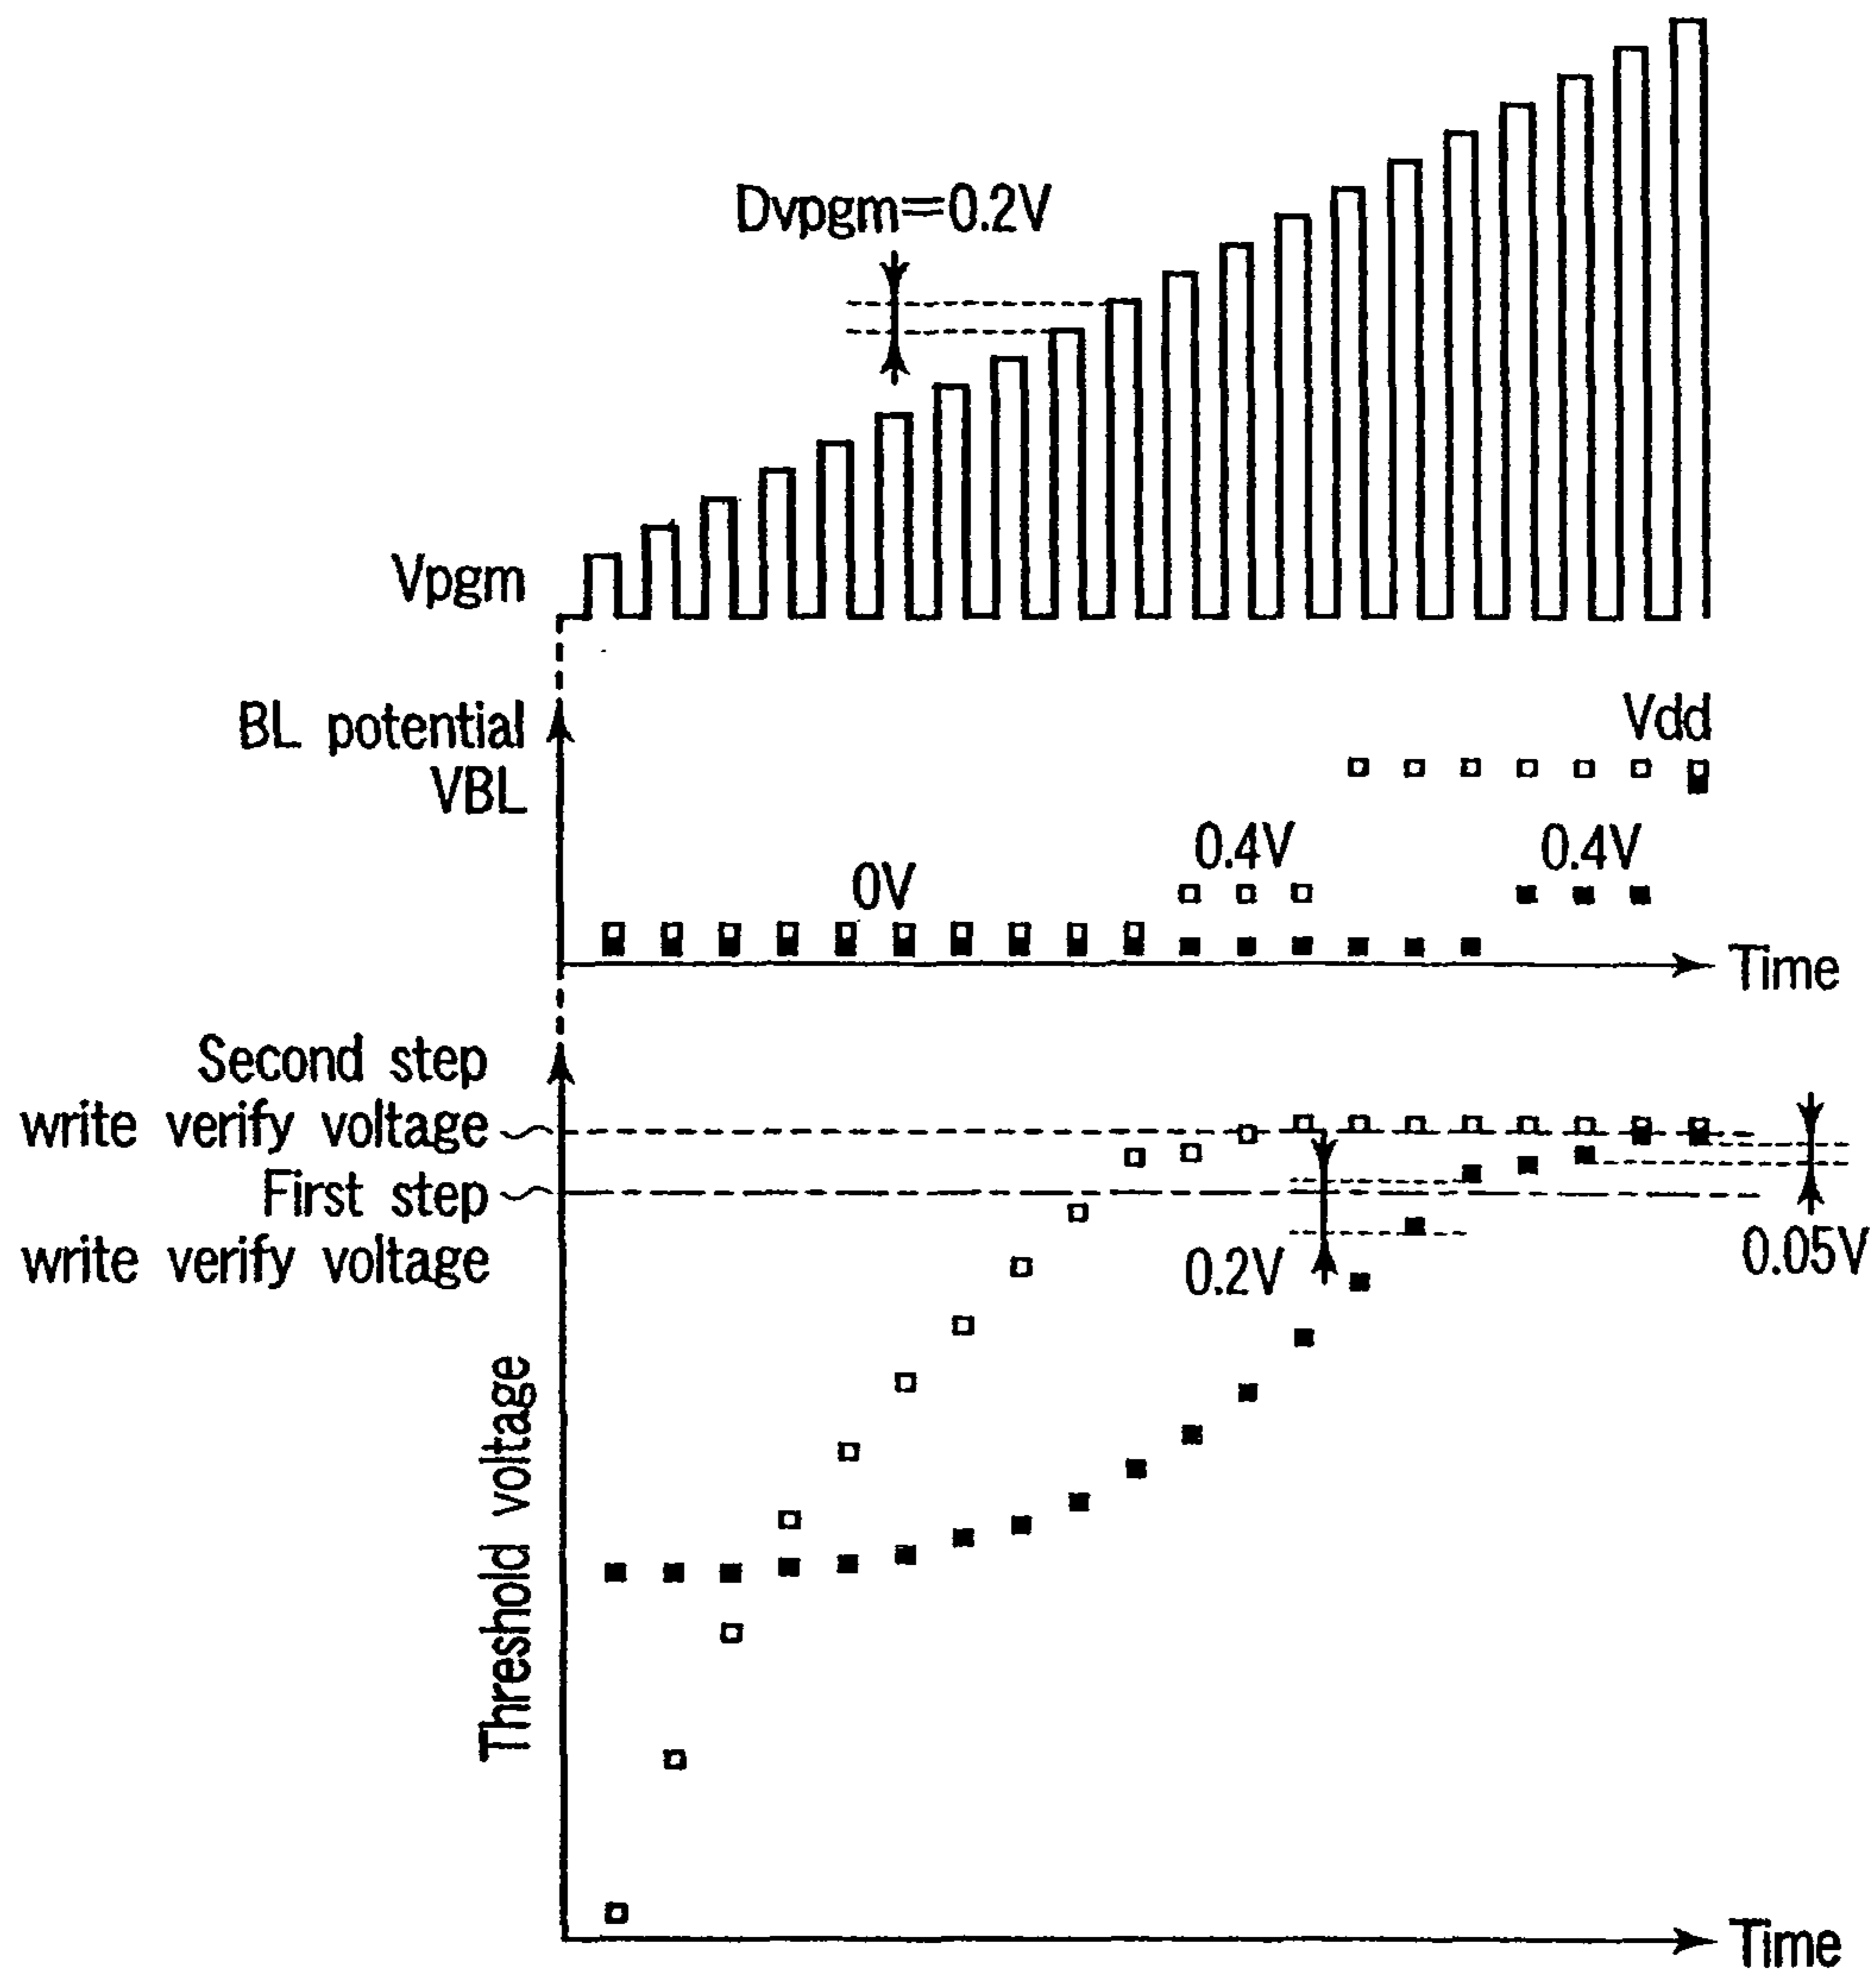 Dvpgm=0.2V
Vpgm
BL potential
VBL
Vdd
0.4V
0.4V
0V
Time
Second step
write verify voltage
First step
write verify voltage
0.2V
0.05V
Threshold voltage
Time